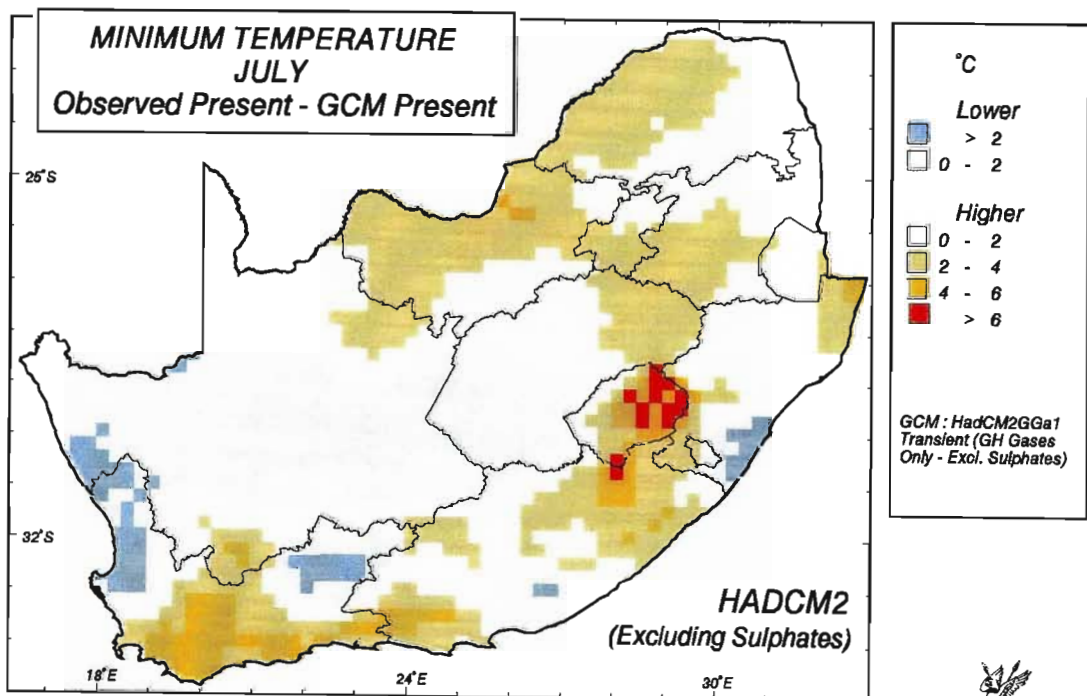 MINIMUM TEMPERATURE
JULY
Observed Present - GCM Present
°C
Lower
> 2
0 - 2
Higher
0 - 2
2 - 4
4 - 6
> 6
GCM : HadCM2GGa1
Transient (GH Gases
Only - Excl. Sulphates)
25°S
32°S
HADCM2
(Excluding Sulphates)
18°E
24°E
30°E